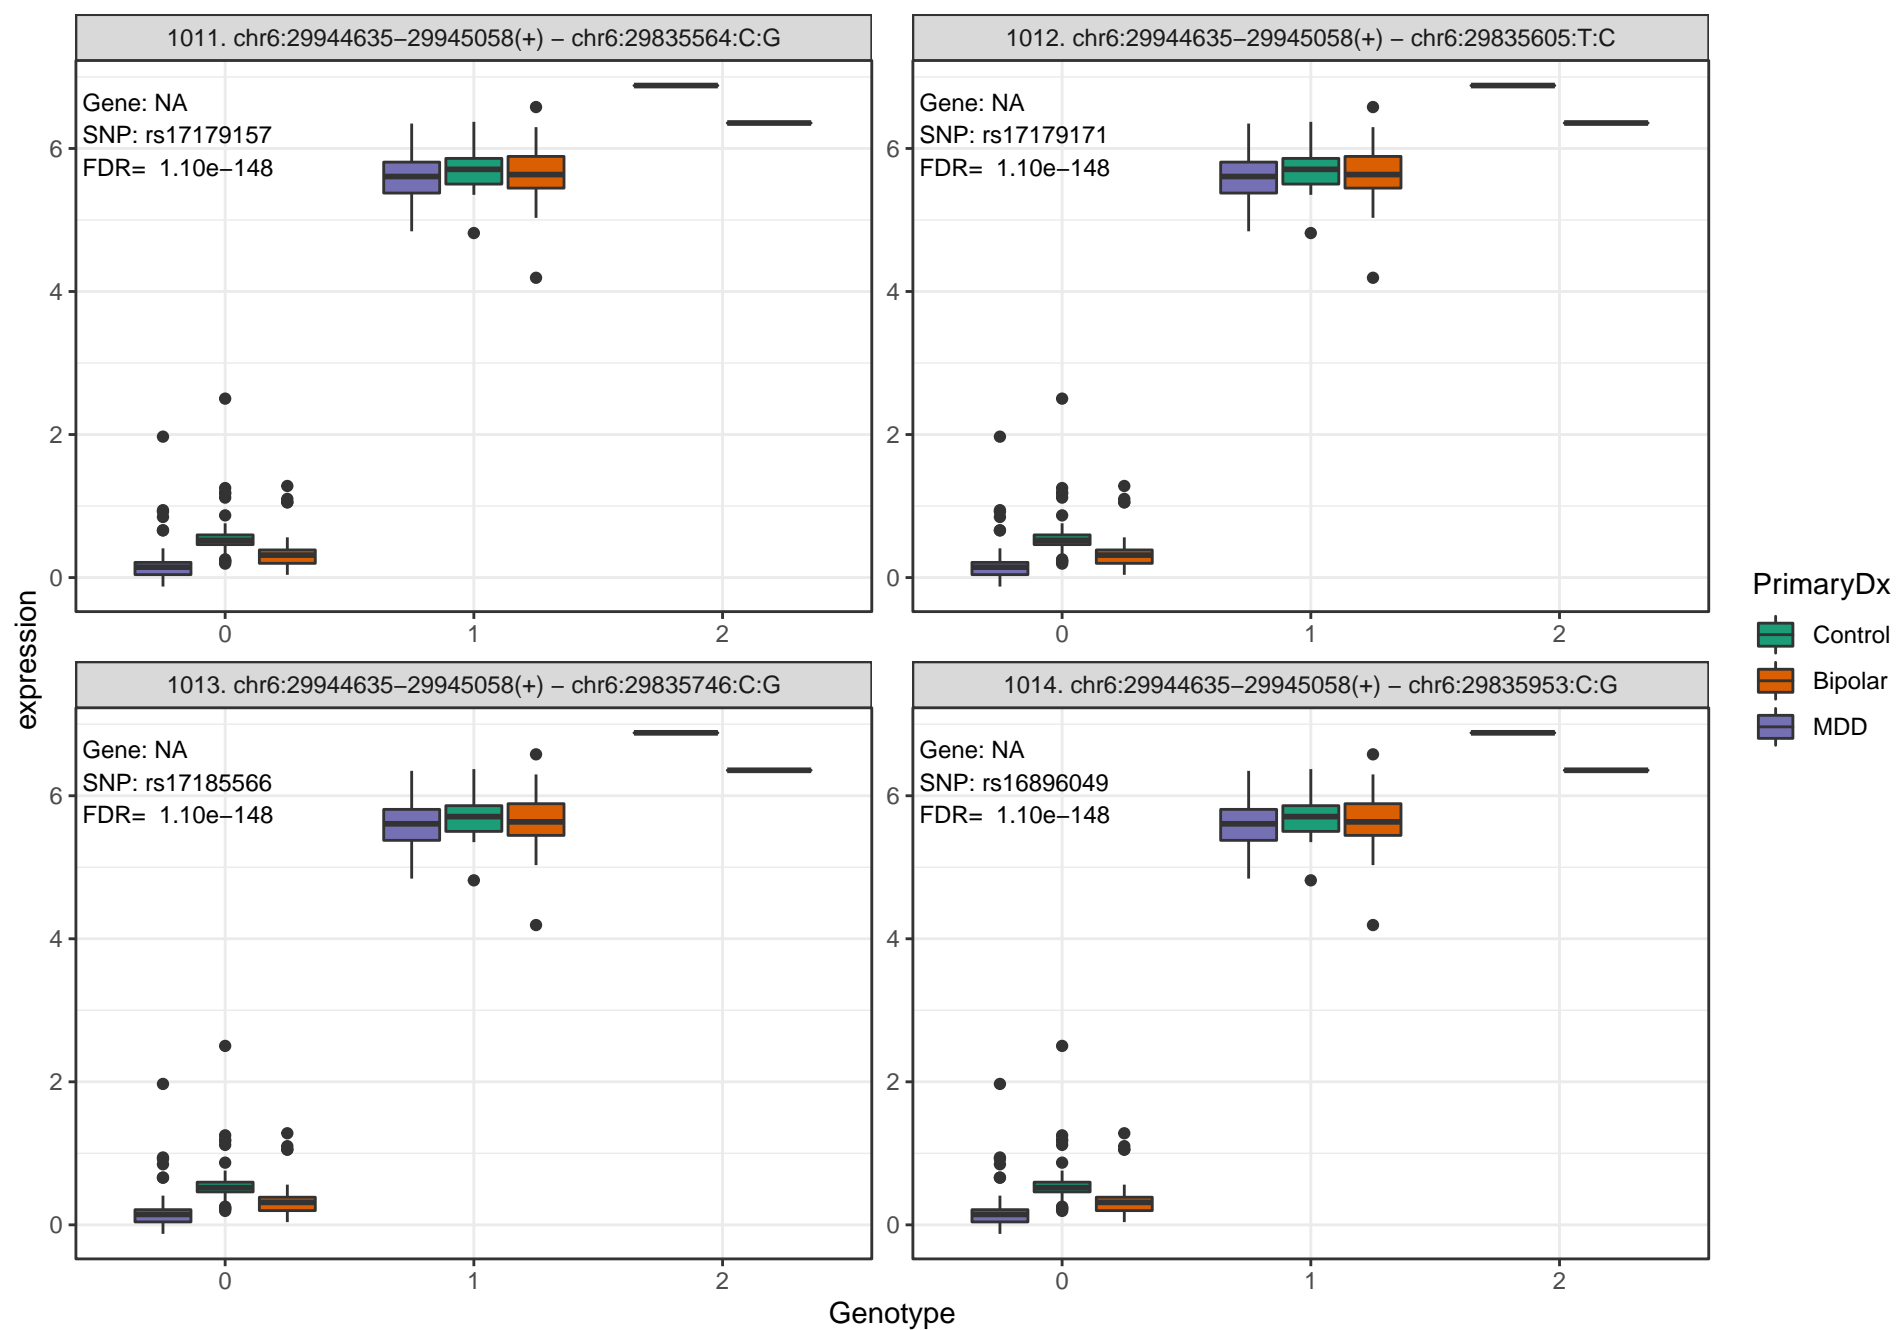 1011. chr6:29944635−29945058(+) − chr6:29835564:C:G
Gene: NA
SNP: rs17179157
FDR= 1.10e−148
6
4
2
0
0 1 2
1012. chr6:29944635−29945058(+) − chr6:29835605:T:C
Gene: NA
SNP: rs17179171
FDR= 1.10e−148
6
4
2
0
0 1 2
1013. chr6:29944635−29945058(+) − chr6:29835746:C:G
Gene: NA
SNP: rs17185566
FDR= 1.10e−148
6
4
2
0
0 1 2
1014. chr6:29944635−29945058(+) − chr6:29835953:C:G
Gene: NA
SNP: rs16896049
FDR= 1.10e−148
6
4
2
0
0 1 2
expression
Genotype
PrimaryDx
Control
Bipolar
MDD